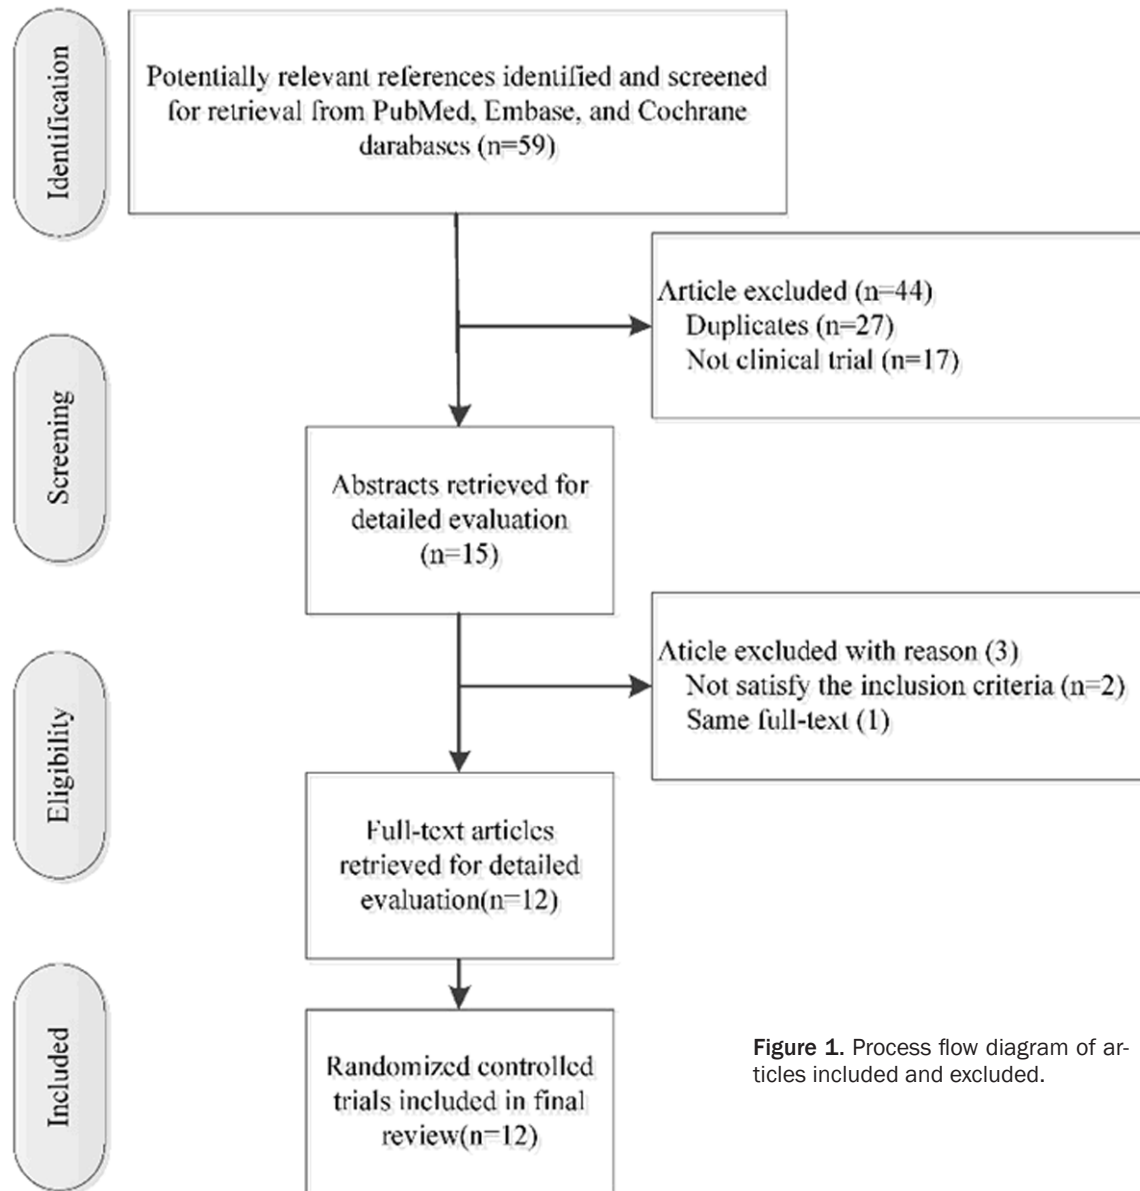 Identification
Potentially relevant references identified and screened
for retrieval from PubMed, Embase, and Cochrane
darabases (n=59)
Article excluded (n=44)
Duplicates (n=27)
Not clinical trial (n=17)
Screening
Abstracts retrieved for
detailed evaluation
(n=15)
Aticle excluded with reason (3)
Not satisfy the inclusion criteria (n=2)
Same full-text (1)
Eligibility
Full-text articles
retrieved for detailed
evaluation(n=12)
Included
Randomized controlled
trials included in final
review(n=12)
Figure 1. Process flow diagram of ar-
ticles included and excluded.